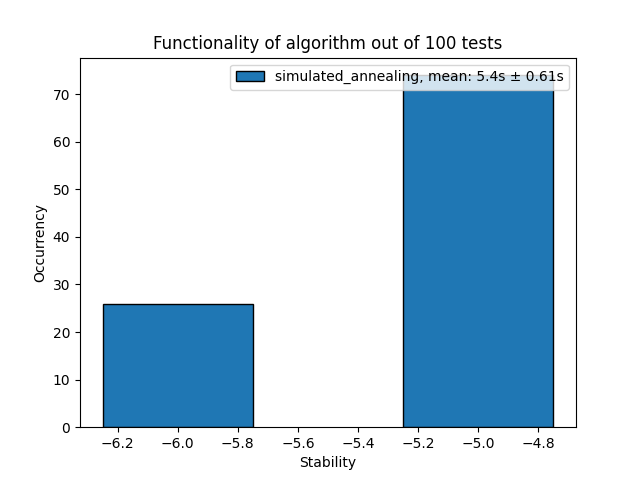 Functionality of algorithm out of 100 tests
simulated_annealing, mean: 5.4s ± 0.61s
70
60
50
40
30
20
10
0
Occurrency
−6.2 −6.0 −5.8 −5.6 −5.4 −5.2 −5.0 −4.8
Stability